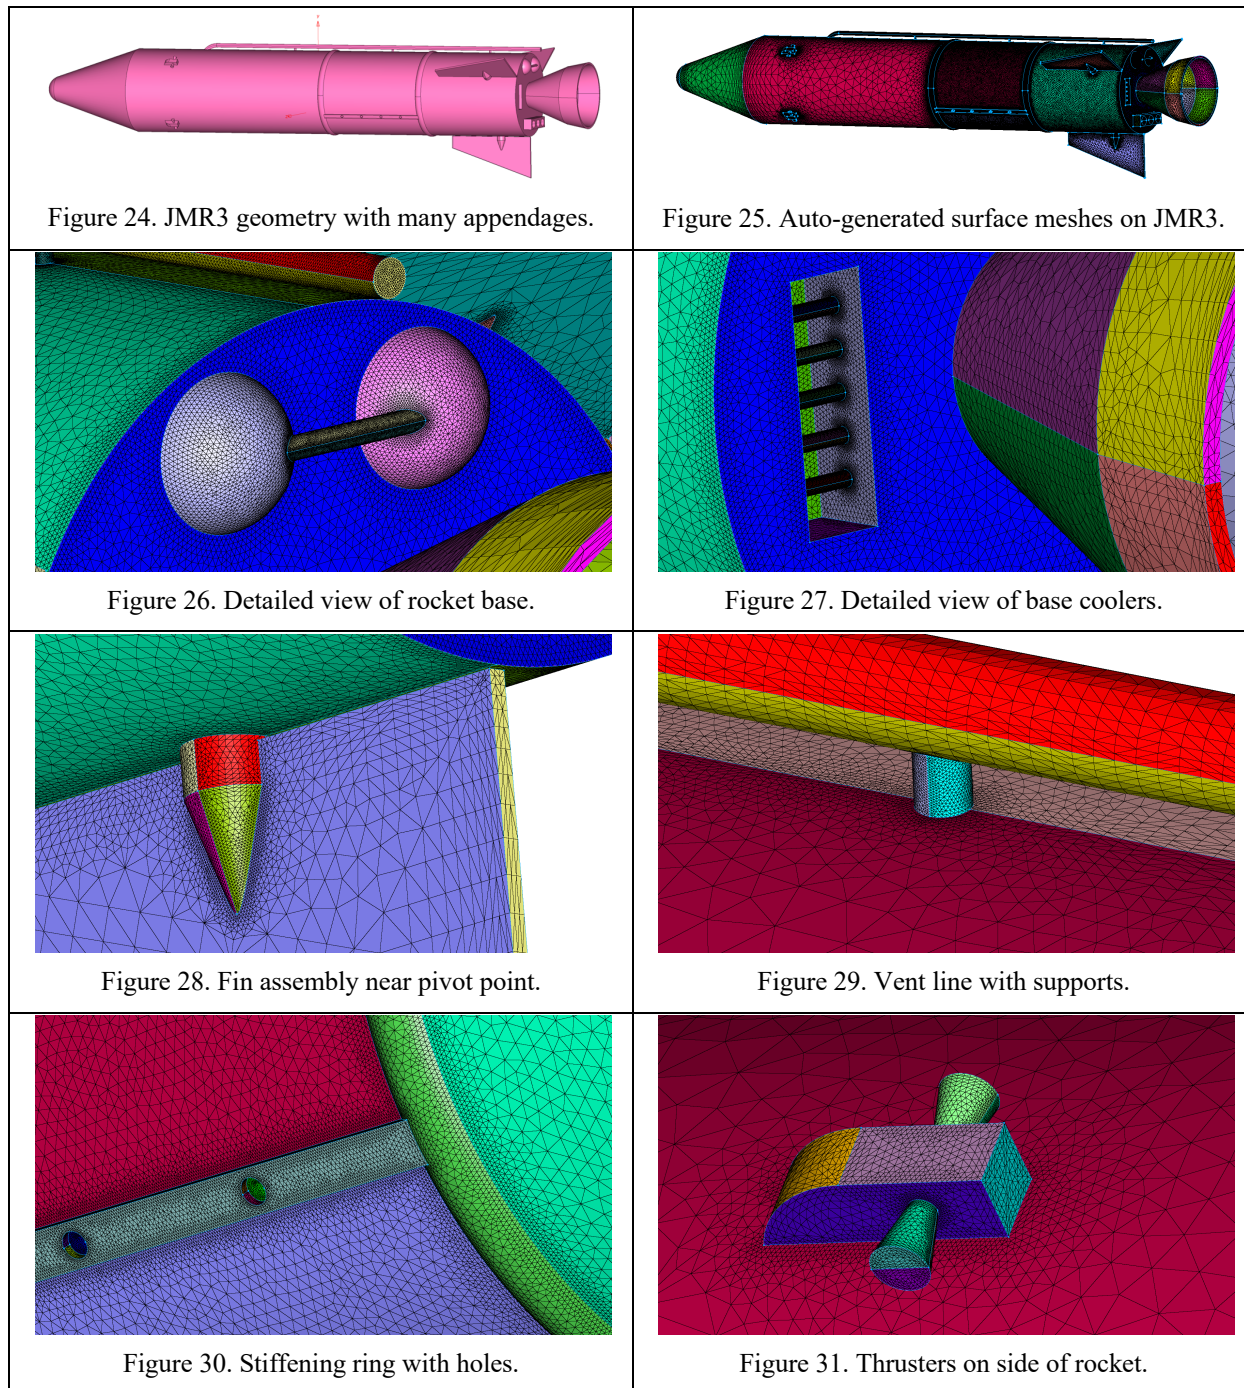 Figure 24. JMR3 geometry with many appendages.
Figure 25. Auto-generated surface meshes on JMR3.
Figure 26. Detailed view of rocket base.
Figure 27. Detailed view of base coolers.
Figure 28. Fin assembly near pivot point.
Figure 29. Vent line with supports.
Figure 30. Stiffening ring with holes.
Figure 31. Thrusters on side of rocket.